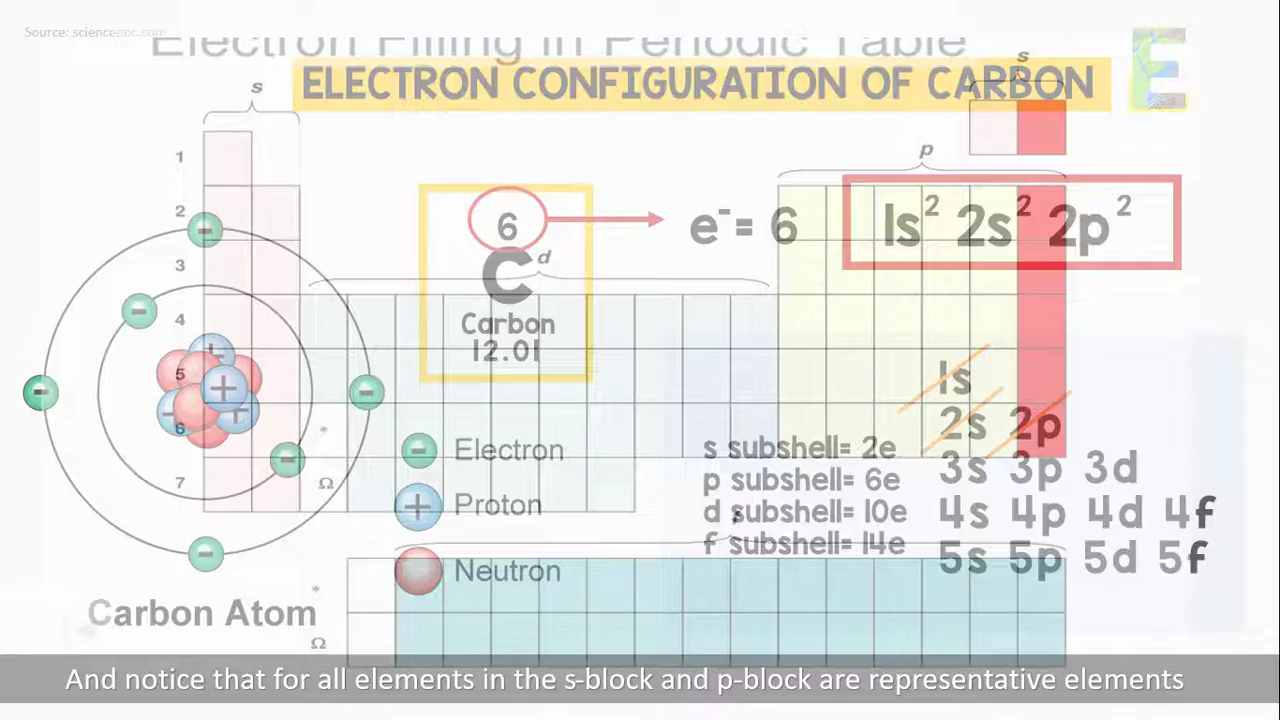 Source: scienceabc.com
Electron Filling in Periodic Table
E
s
ELECTRON CONFIGURATION OF CARBON
s
p
1
2
3
4
5
6
7
6
e⁻= 6
1s² 2s² 2p²
d
C
Carbon
12.01
1s
2s 2p
3s 3p 3d
4s 4p 4d 4f
5s 5p 5d 5f
s subshell= 2e
p subshell= 6e
d subshell= 10e
f subshell= 14e
*
Ω
Electron
Proton
Neutron
*
Ω
Carbon Atom
And notice that for all elements in the s-block and p-block are representative elements